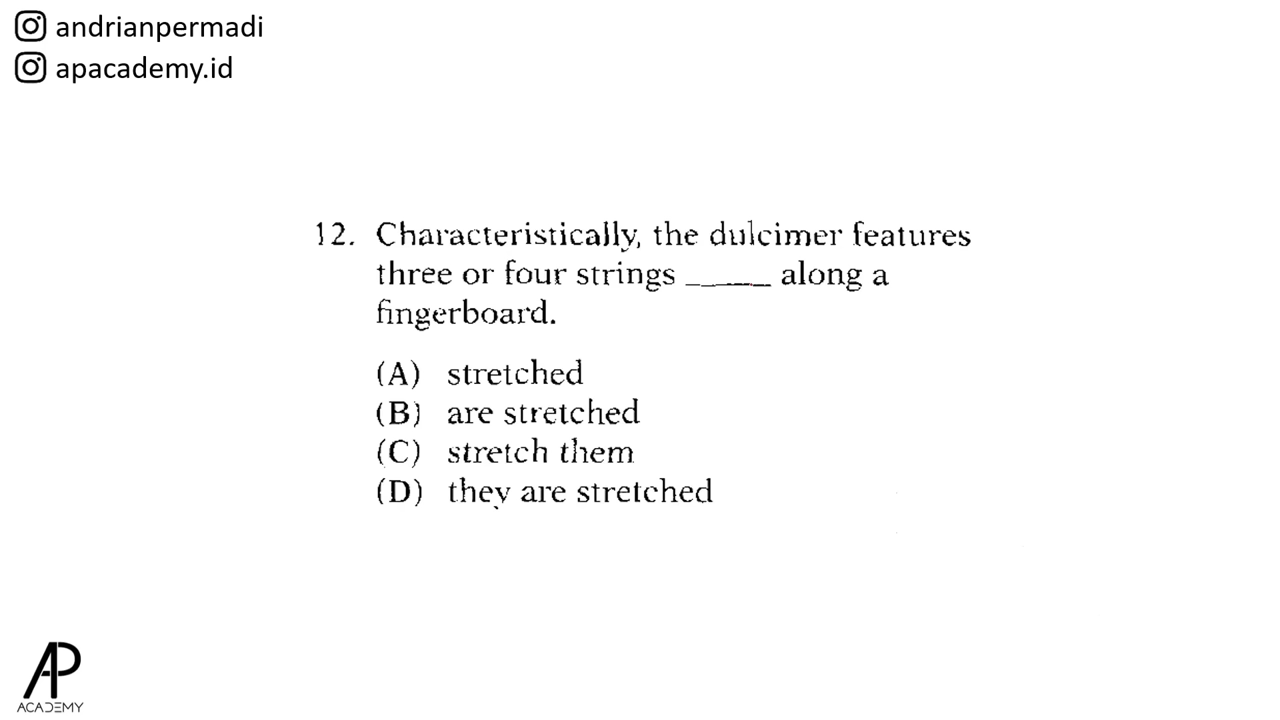 andrianpermadi
apacademy.id
12. Characteristically, the dulcimer features
three or four strings _____ along a
fingerboard.
(A) stretched
(B) are stretched
(C) stretch them
(D) they are stretched
AP
ACADEMY